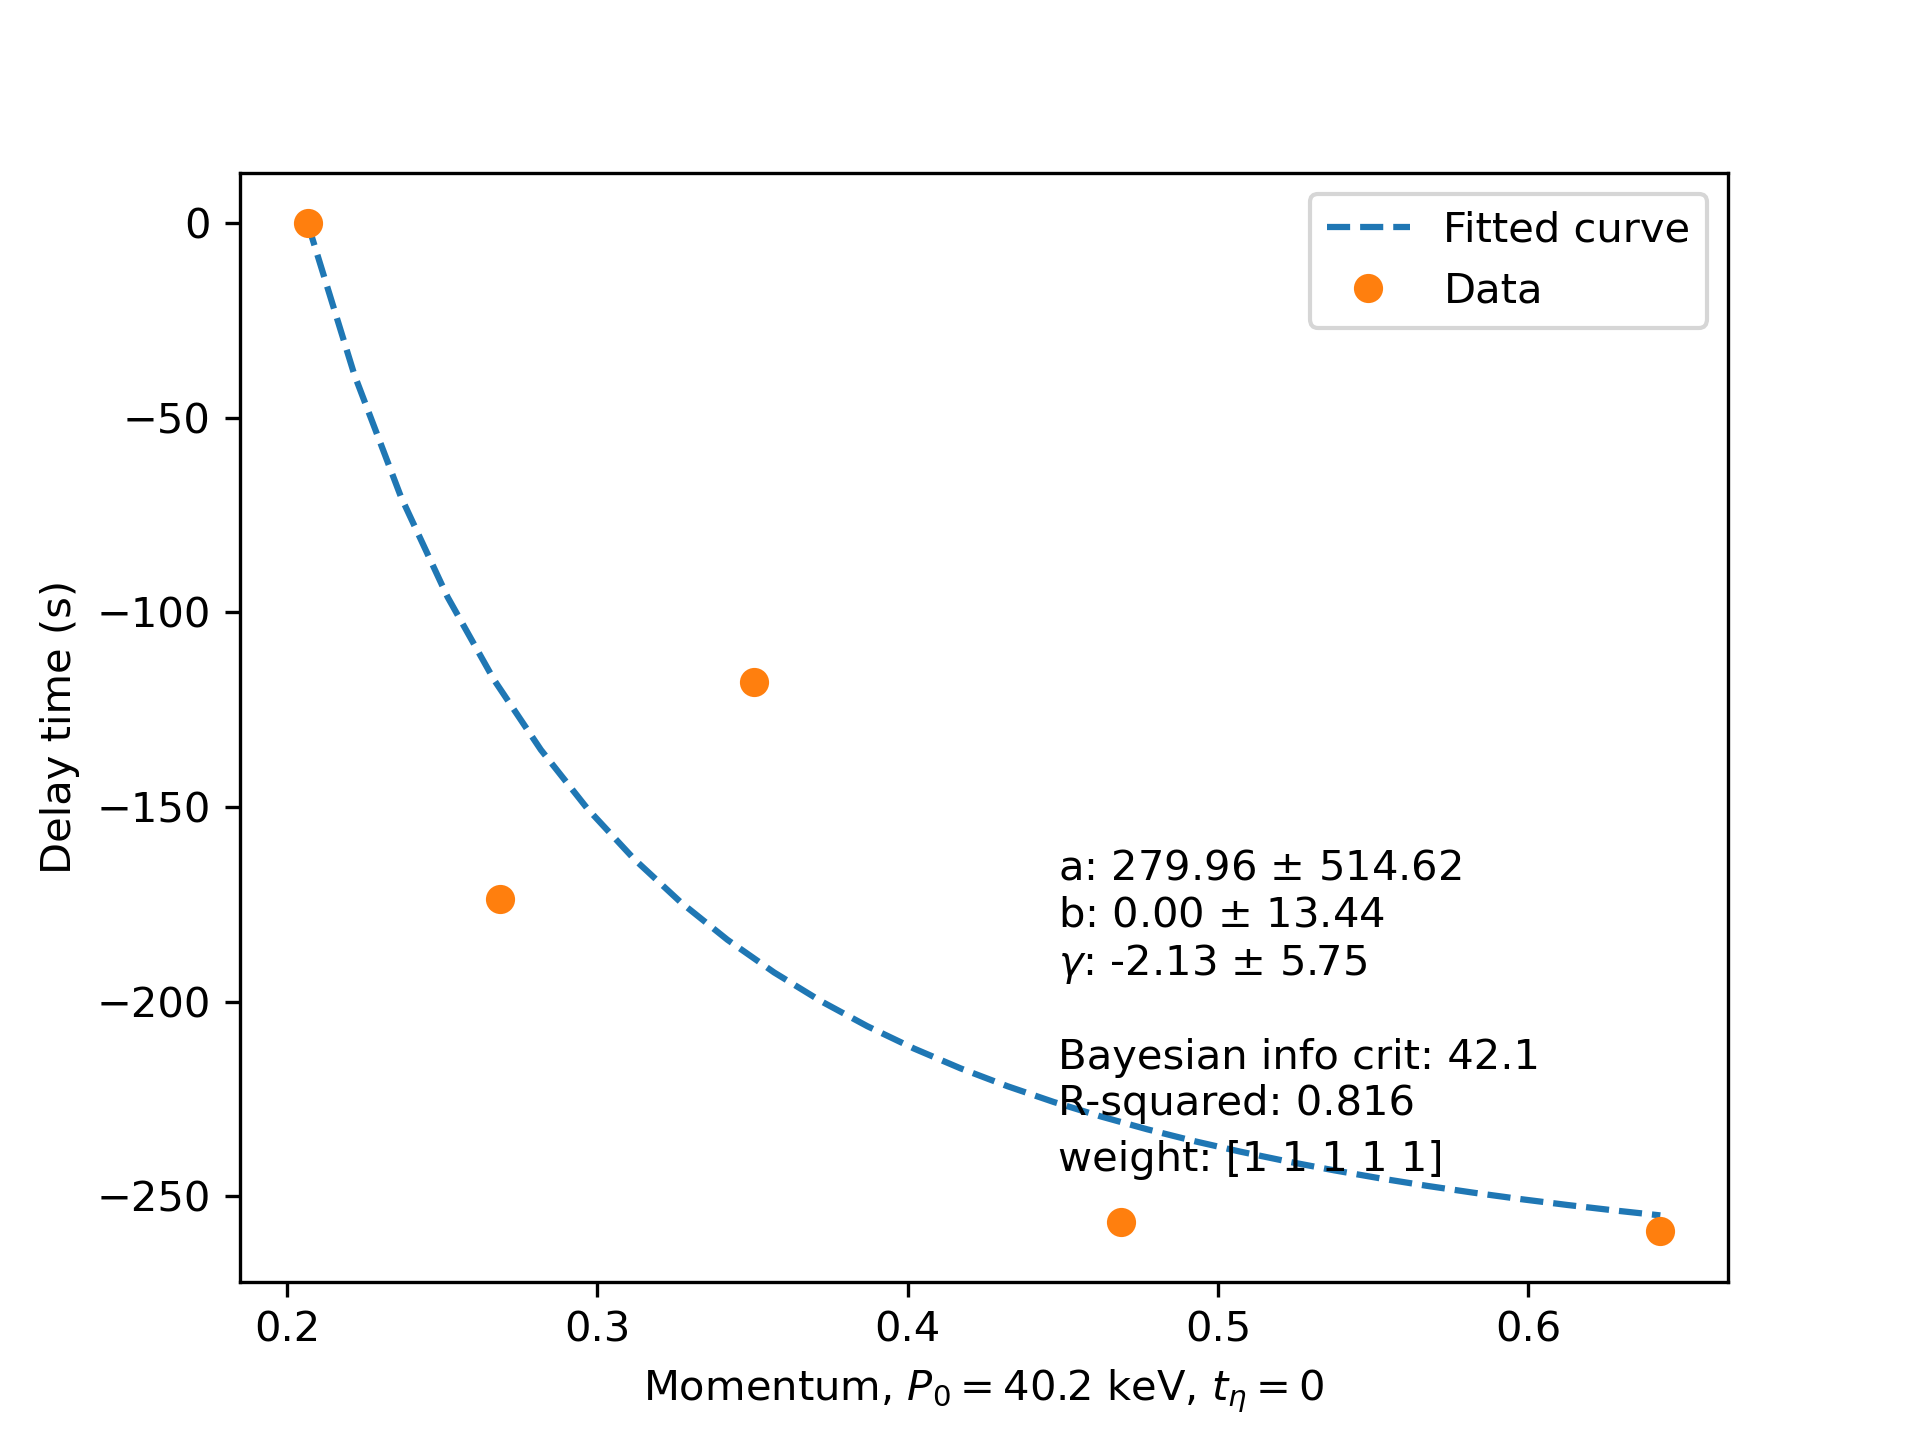 Fitted curve
Data
0
−50
−100
−150
−200
−250
Delay time (s)
a: 279.96 ± 514.62
b: 0.00 ± 13.44
γ: -2.13 ± 5.75
Bayesian info crit: 42.1
R-squared: 0.816
weight: [1 1 1 1 1]
0.2 0.3 0.4 0.5 0.6
Momentum, P₀ = 40.2 keV, tη = 0